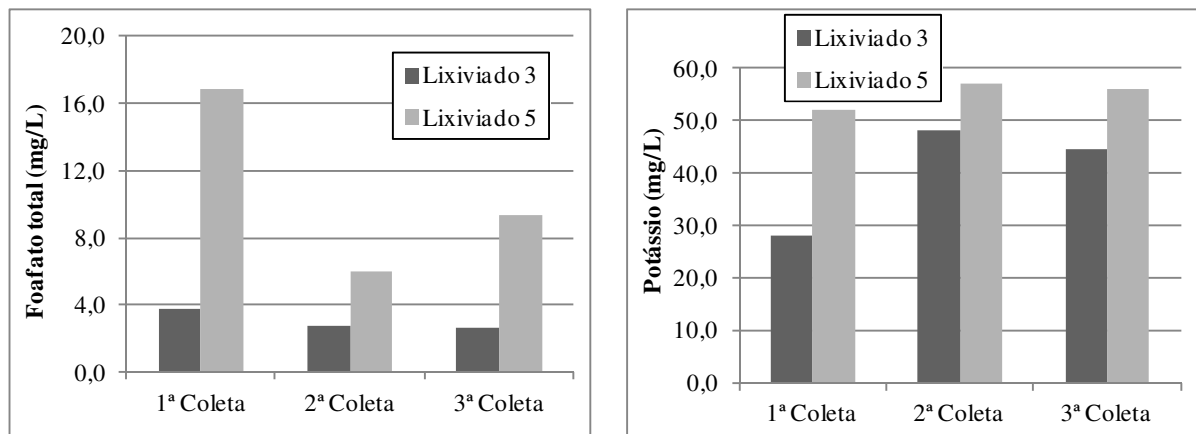 Foafato total (mg/L)
20,0
16,0
12,0
8,0
4,0
0,0
Lixiviado 3
Lixiviado 5
1ª Coleta
2ª Coleta
3ª Coleta
Potássio (mg/L)
60,0
50,0
40,0
30,0
20,0
10,0
0,0
Lixiviado 3
Lixiviado 5
1ª Coleta
2ª Coleta
3ª Coleta